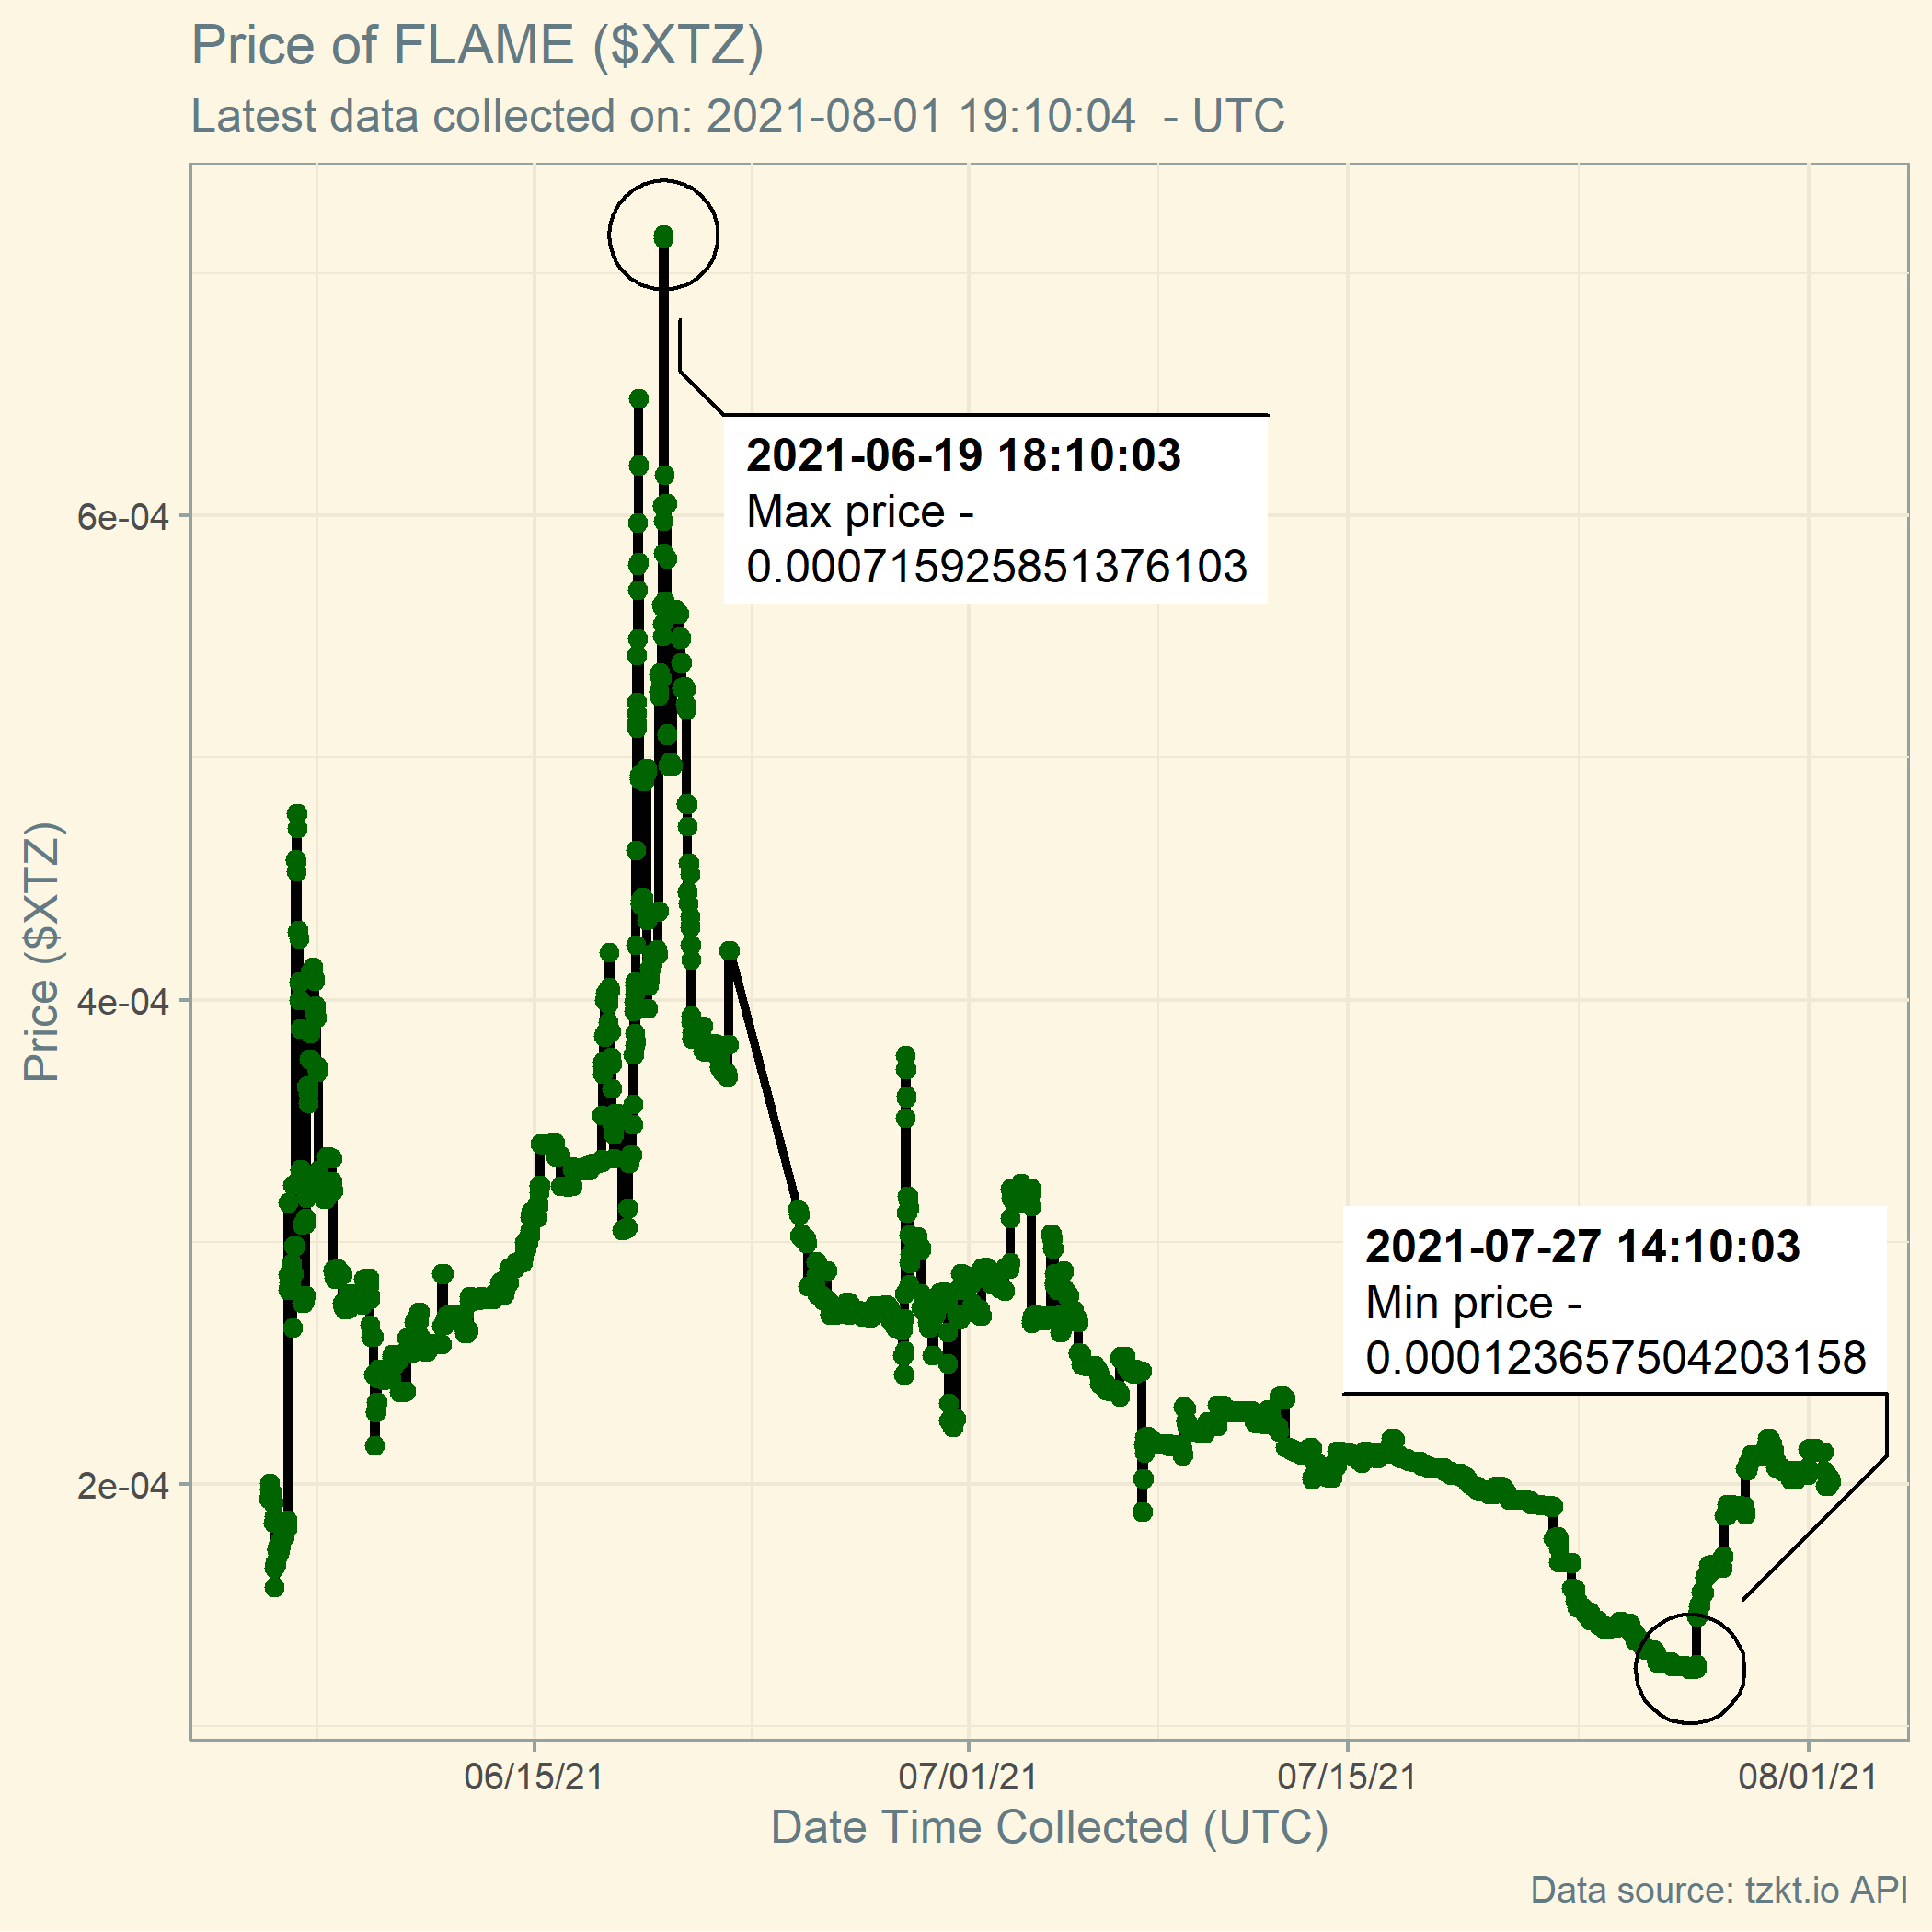 Price of FLAME ($XTZ)
Latest data collected on: 2021-08-01 19:10:04  - UTC
2021-06-19 18:10:03
Max price -
0.000715925851376103
6e-04
4e-04
2e-04
Price ($XTZ)
2021-07-27 14:10:03
Min price -
0.000123657504203158
06/15/21
07/01/21
07/15/21
08/01/21
Date Time Collected (UTC)
Data source: tzkt.io API